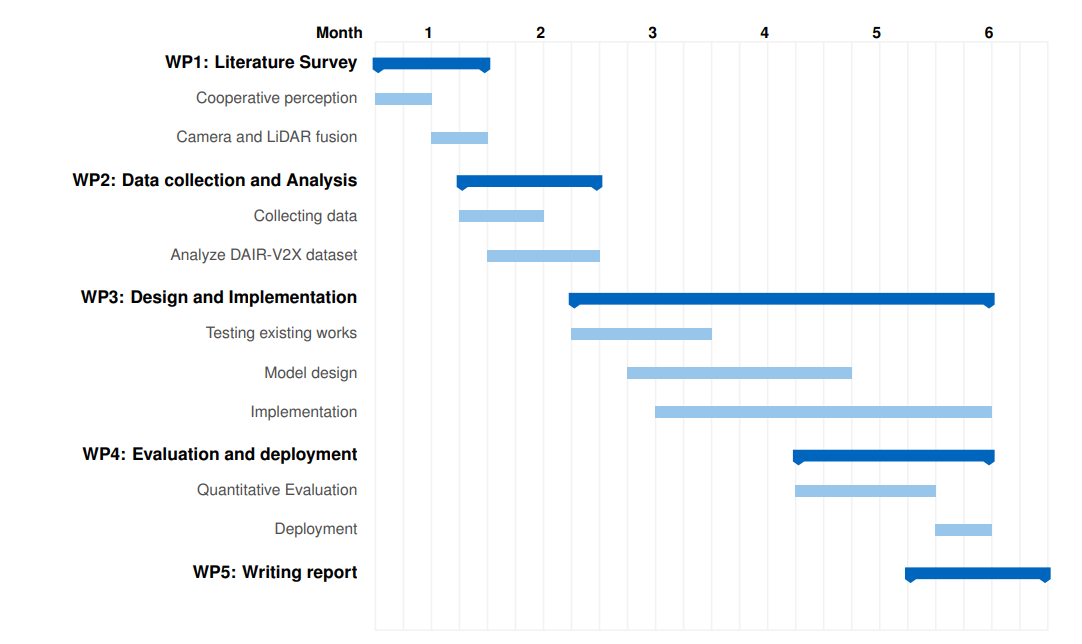 Month 1 2 3 4 5 6
WP1: Literature Survey
Cooperative perception
Camera and LiDAR fusion
WP2: Data collection and Analysis
Collecting data
Analyze DAIR-V2X dataset
WP3: Design and Implementation
Testing existing works
Model design
Implementation
WP4: Evaluation and deployment
Quantitative Evaluation
Deployment
WP5: Writing report